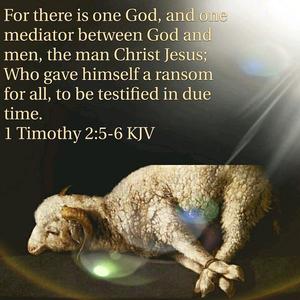 For there is one God, and one
mediator between God and
men, the man Christ Jesus;
Who gave himself a ransom
for all, to be testified in due
time.
1 Timothy 2:5-6 KJV